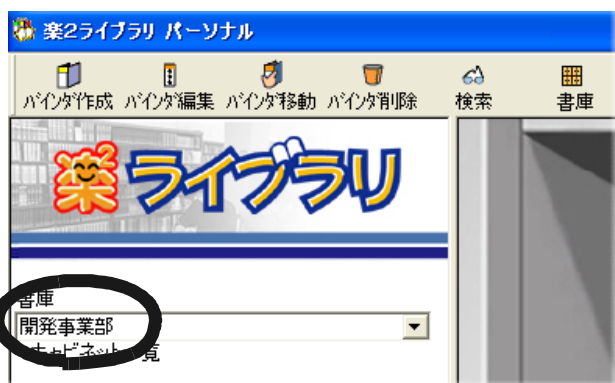 楽2ライブラリ パーソナル
バインダ作成 バインダ編集 バインダ移動 バインダ削除 検索 書庫
楽2ライブラリ
書庫
開発事業部
キャビネット一覧